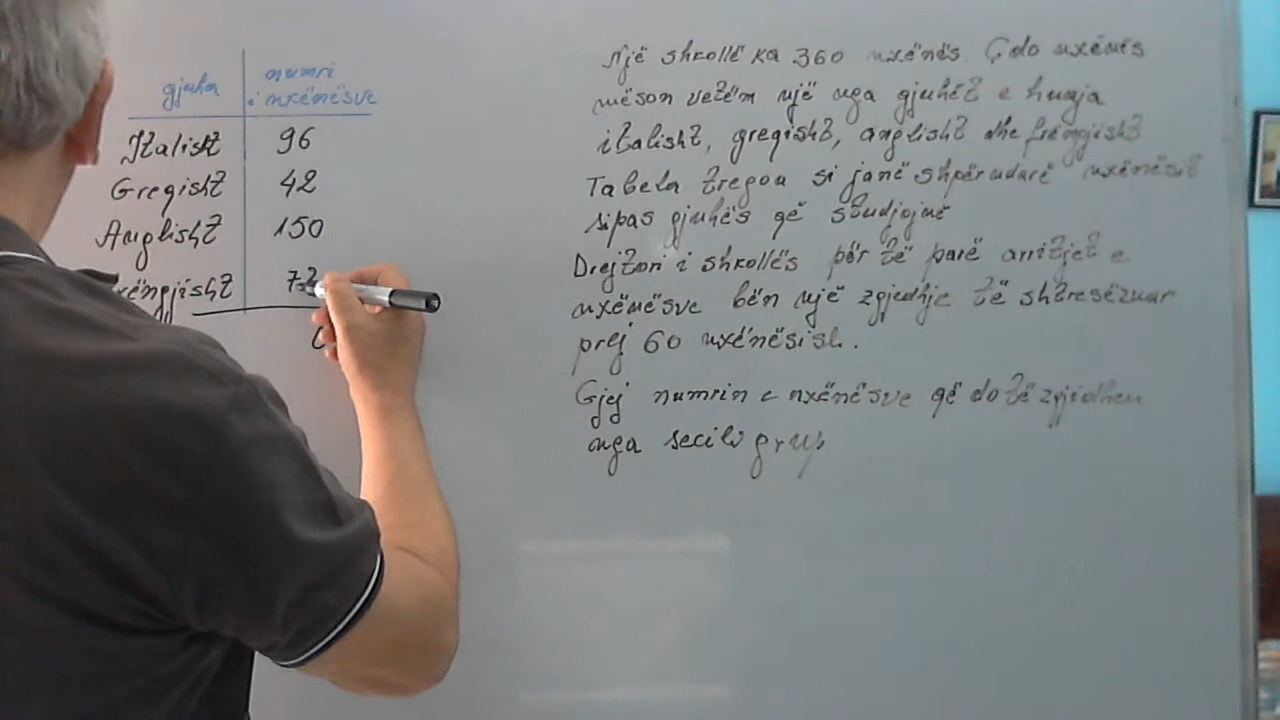 gjuha numri
i nxënësve
Italisht 96
Greqisht 42
Anglisht 150
rëngjisht 72
Një shkollë ka 360 nxënës. Çdo nxënës
mëson vetëm një nga gjuhët e huaja
italisht, greqisht, anglisht dhe frëngjisht
Tabela tregon si janë shpërndarë nxënësit
sipas gjuhës që studjojnë
Drejtori i shkollës për të parë arritjet e
nxënësve bën një zgjedhje të shtresëzuar
prej 60 nxënësish.
Gjej numrin e nxënësve që do të zgjidhen
nga secili grup